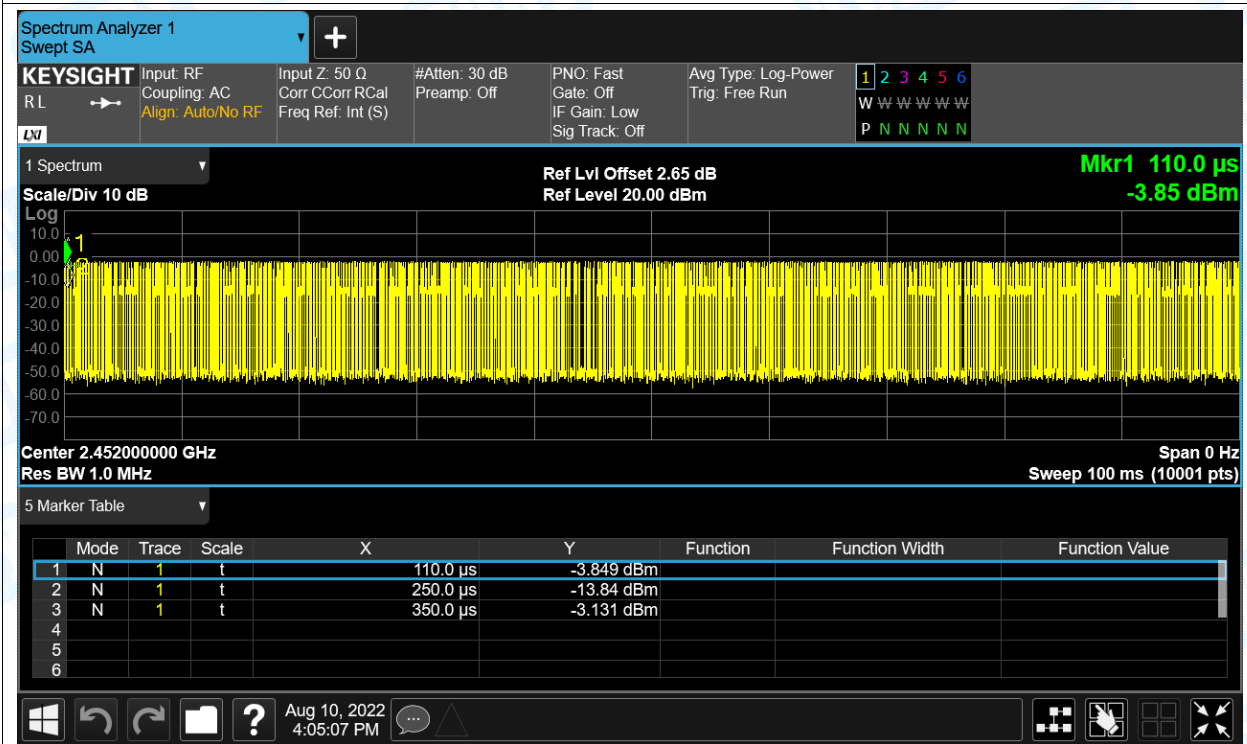 Spectrum Analyzer 1
Swept SA
+
KEYSIGHT Input: RF Input Z: 50 Ω #Atten: 30 dB PNO: Fast Avg Type: Log-Power 1 2 3 4 5 6
R L Coupling: AC Corr CCorr RCal Preamp: Off Gate: Off Trig: Free Run W W W W W W
Align: Auto/No RF Freq Ref: Int (S) IF Gain: Low
LXI Sig Track: Off P N N N N N
1 Spectrum Ref Lvl Offset 2.65 dB Mkr1 110.0 µs
Scale/Div 10 dB Ref Level 20.00 dBm -3.85 dBm
Log
10.0
1
0.00
2
-10.0
-20.0
-30.0
-40.0
-50.0
-60.0
-70.0
Center 2.452000000 GHz Span 0 Hz
Res BW 1.0 MHz Sweep 100 ms (10001 pts)
5 Marker Table
Mode Trace Scale X Y Function Function Width Function Value
1 N 1 t 110.0 µs -3.849 dBm
2 N 1 t 250.0 µs -13.84 dBm
3 N 1 t 350.0 µs -3.131 dBm
4
5
6
? Aug 10, 2022
4:05:07 PM